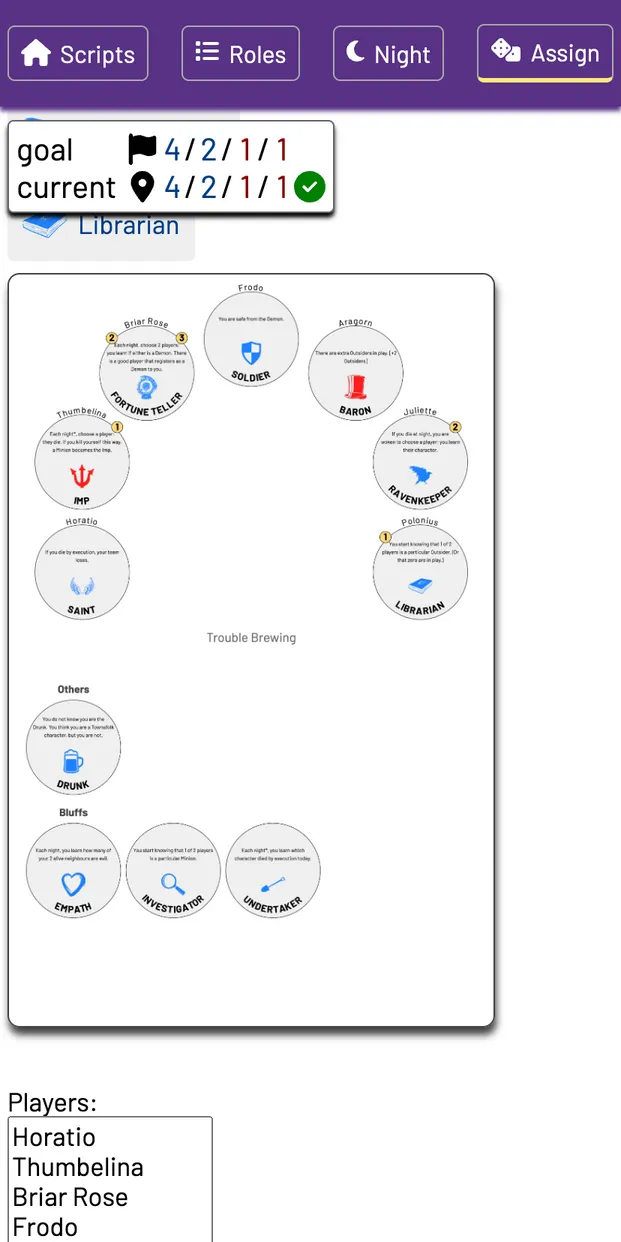 Scripts
Roles
Night
Assign
goal 4/2/1/1
current 4/2/1/1
Librarian
Frodo
You are safe from the Demon.
SOLDIER
Briar Rose
2
3
Each night, choose 2 players:
you learn if either is a Demon. There
is a good player that registers as a
Demon to you.
FORTUNE TELLER
Aragorn
There are extra Outsiders in play. [+2
Outsiders]
BARON
Thumbelina
1
Each night*, choose a player:
they die. If you kill yourself this way,
a Minion becomes the Imp.
IMP
Juliette
2
If you die at night, you are
woken to choose a player: you learn
their character.
RAVENKEEPER
Horatio
If you die by execution, your team
loses.
SAINT
Polonius
1
You start knowing that 1 of 2
players is a particular Outsider. (Or
that zero are in play.)
LIBRARIAN
Trouble Brewing
Others
You do not know you are the
Drunk. You think you are a Townsfolk
character, but you are not.
DRUNK
Bluffs
Each night, you learn how many of
your 2 alive neighbours are evil.
EMPATH
You start knowing that 1 of 2 players
is a particular Minion.
INVESTIGATOR
Each night*, you learn which
character died by execution today.
UNDERTAKER
Players:
Horatio
Thumbelina
Briar Rose
Frodo